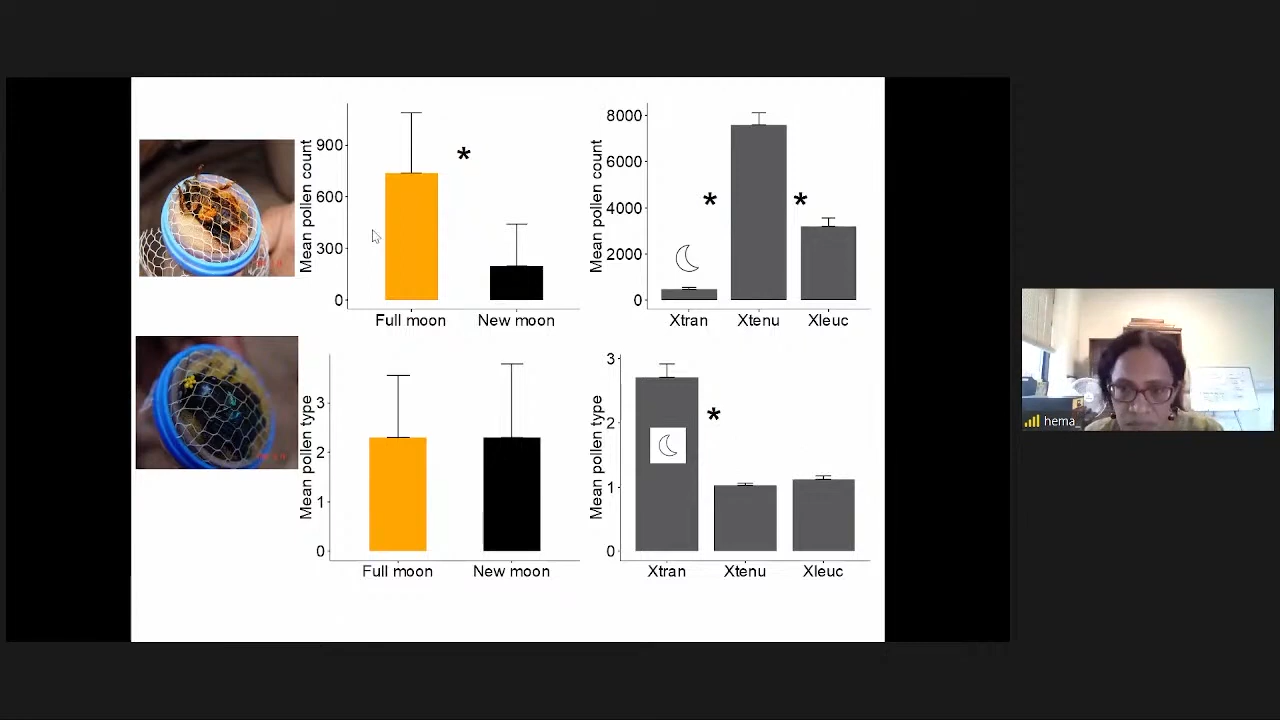 Mean pollen count
900
600
300
0
*
Full moon
New moon
Mean pollen count
8000
6000
4000
2000
0
*
*
Xtran
Xtenu
Xleuc
Mean pollen type
3
2
1
0
Full moon
New moon
Mean pollen type
3
2
1
0
*
Xtran
Xtenu
Xleuc
hema_